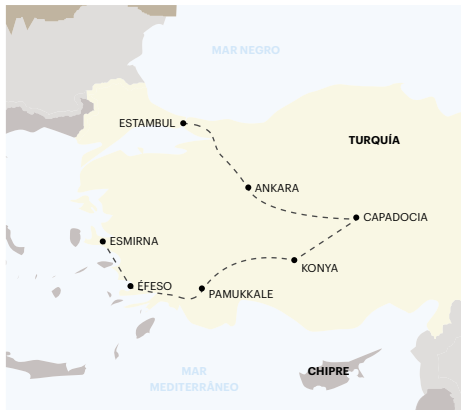 MAR NEGRO
ESTAMBUL
TURQUÍA
ANKARA
CAPADOCIA
ESMIRNA
KONYA
ÉFESO
PAMUKKALE
MAR
MEDITERRÁNEO
CHIPRE